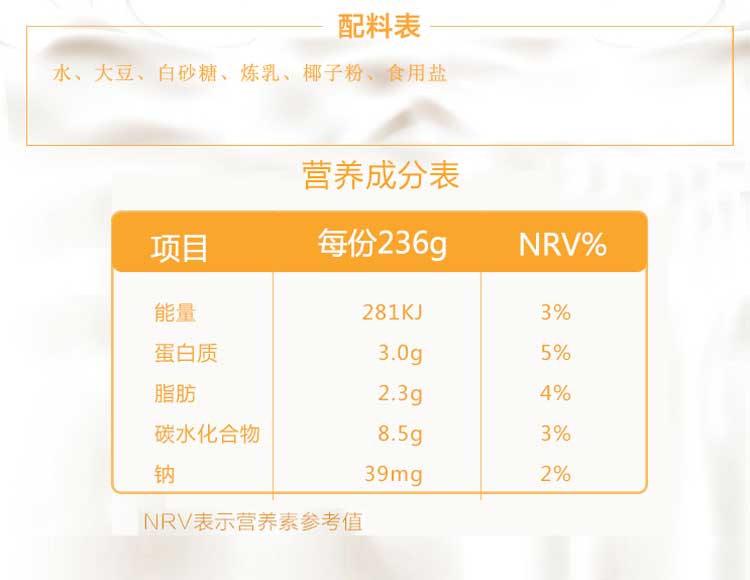 配料表
水、大豆、白砂糖、炼乳、椰子粉、食用盐
营养成分表
项目 每份236g NRV%
能量 281KJ 3%
蛋白质 3.0g 5%
脂肪 2.3g 4%
碳水化合物 8.5g 3%
钠 39mg 2%
NRV表示营养素参考值